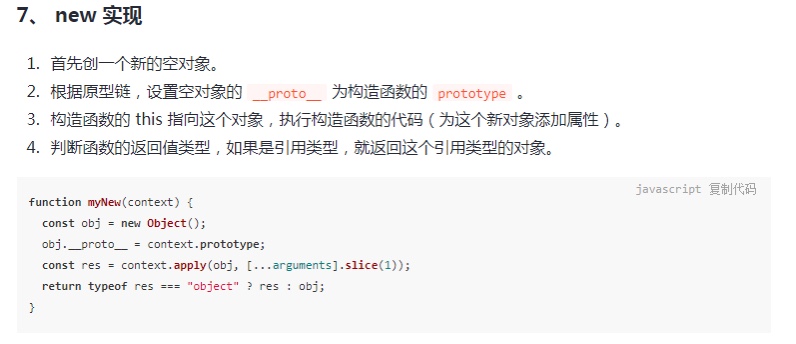 7、 new 实现
1. 首先创一个新的空对象。
2. 根据原型链，设置空对象的 __proto__ 为构造函数的 prototype 。
3. 构造函数的 this 指向这个对象，执行构造函数的代码（为这个新对象添加属性）。
4. 判断函数的返回值类型，如果是引用类型，就返回这个引用类型的对象。
javascript 复制代码
function myNew(context) {
  const obj = new Object();
  obj.__proto__ = context.prototype;
  const res = context.apply(obj, [...arguments].slice(1));
  return typeof res === "object" ? res : obj;
}